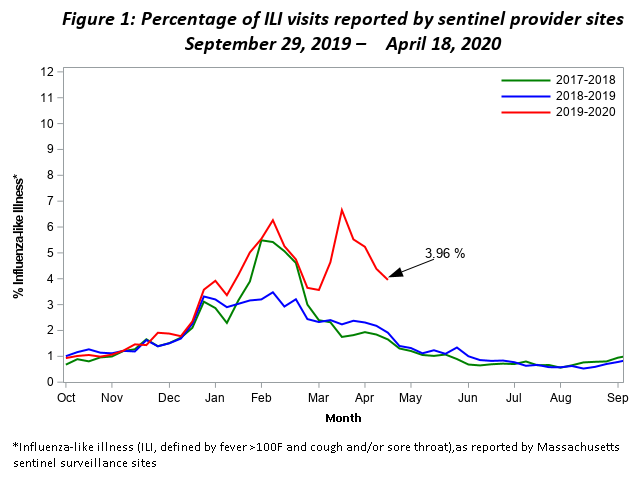 Figure 1: Percentage of ILI visits reported by sentinel provider sites
September 29, 2019 – April 18, 2020
12
11
10
9
8
7
6
5
4
3
2
1
0
% Influenza-like Illness*
2017-2018
2018-2019
2019-2020
3.96 %
Oct Nov Dec Jan Feb Mar Apr May Jun Jul Aug Sep
Month
*Influenza-like illness (ILI, defined by fever >100F and cough and/or sore throat),as reported by Massachusetts
sentinel surveillance sites